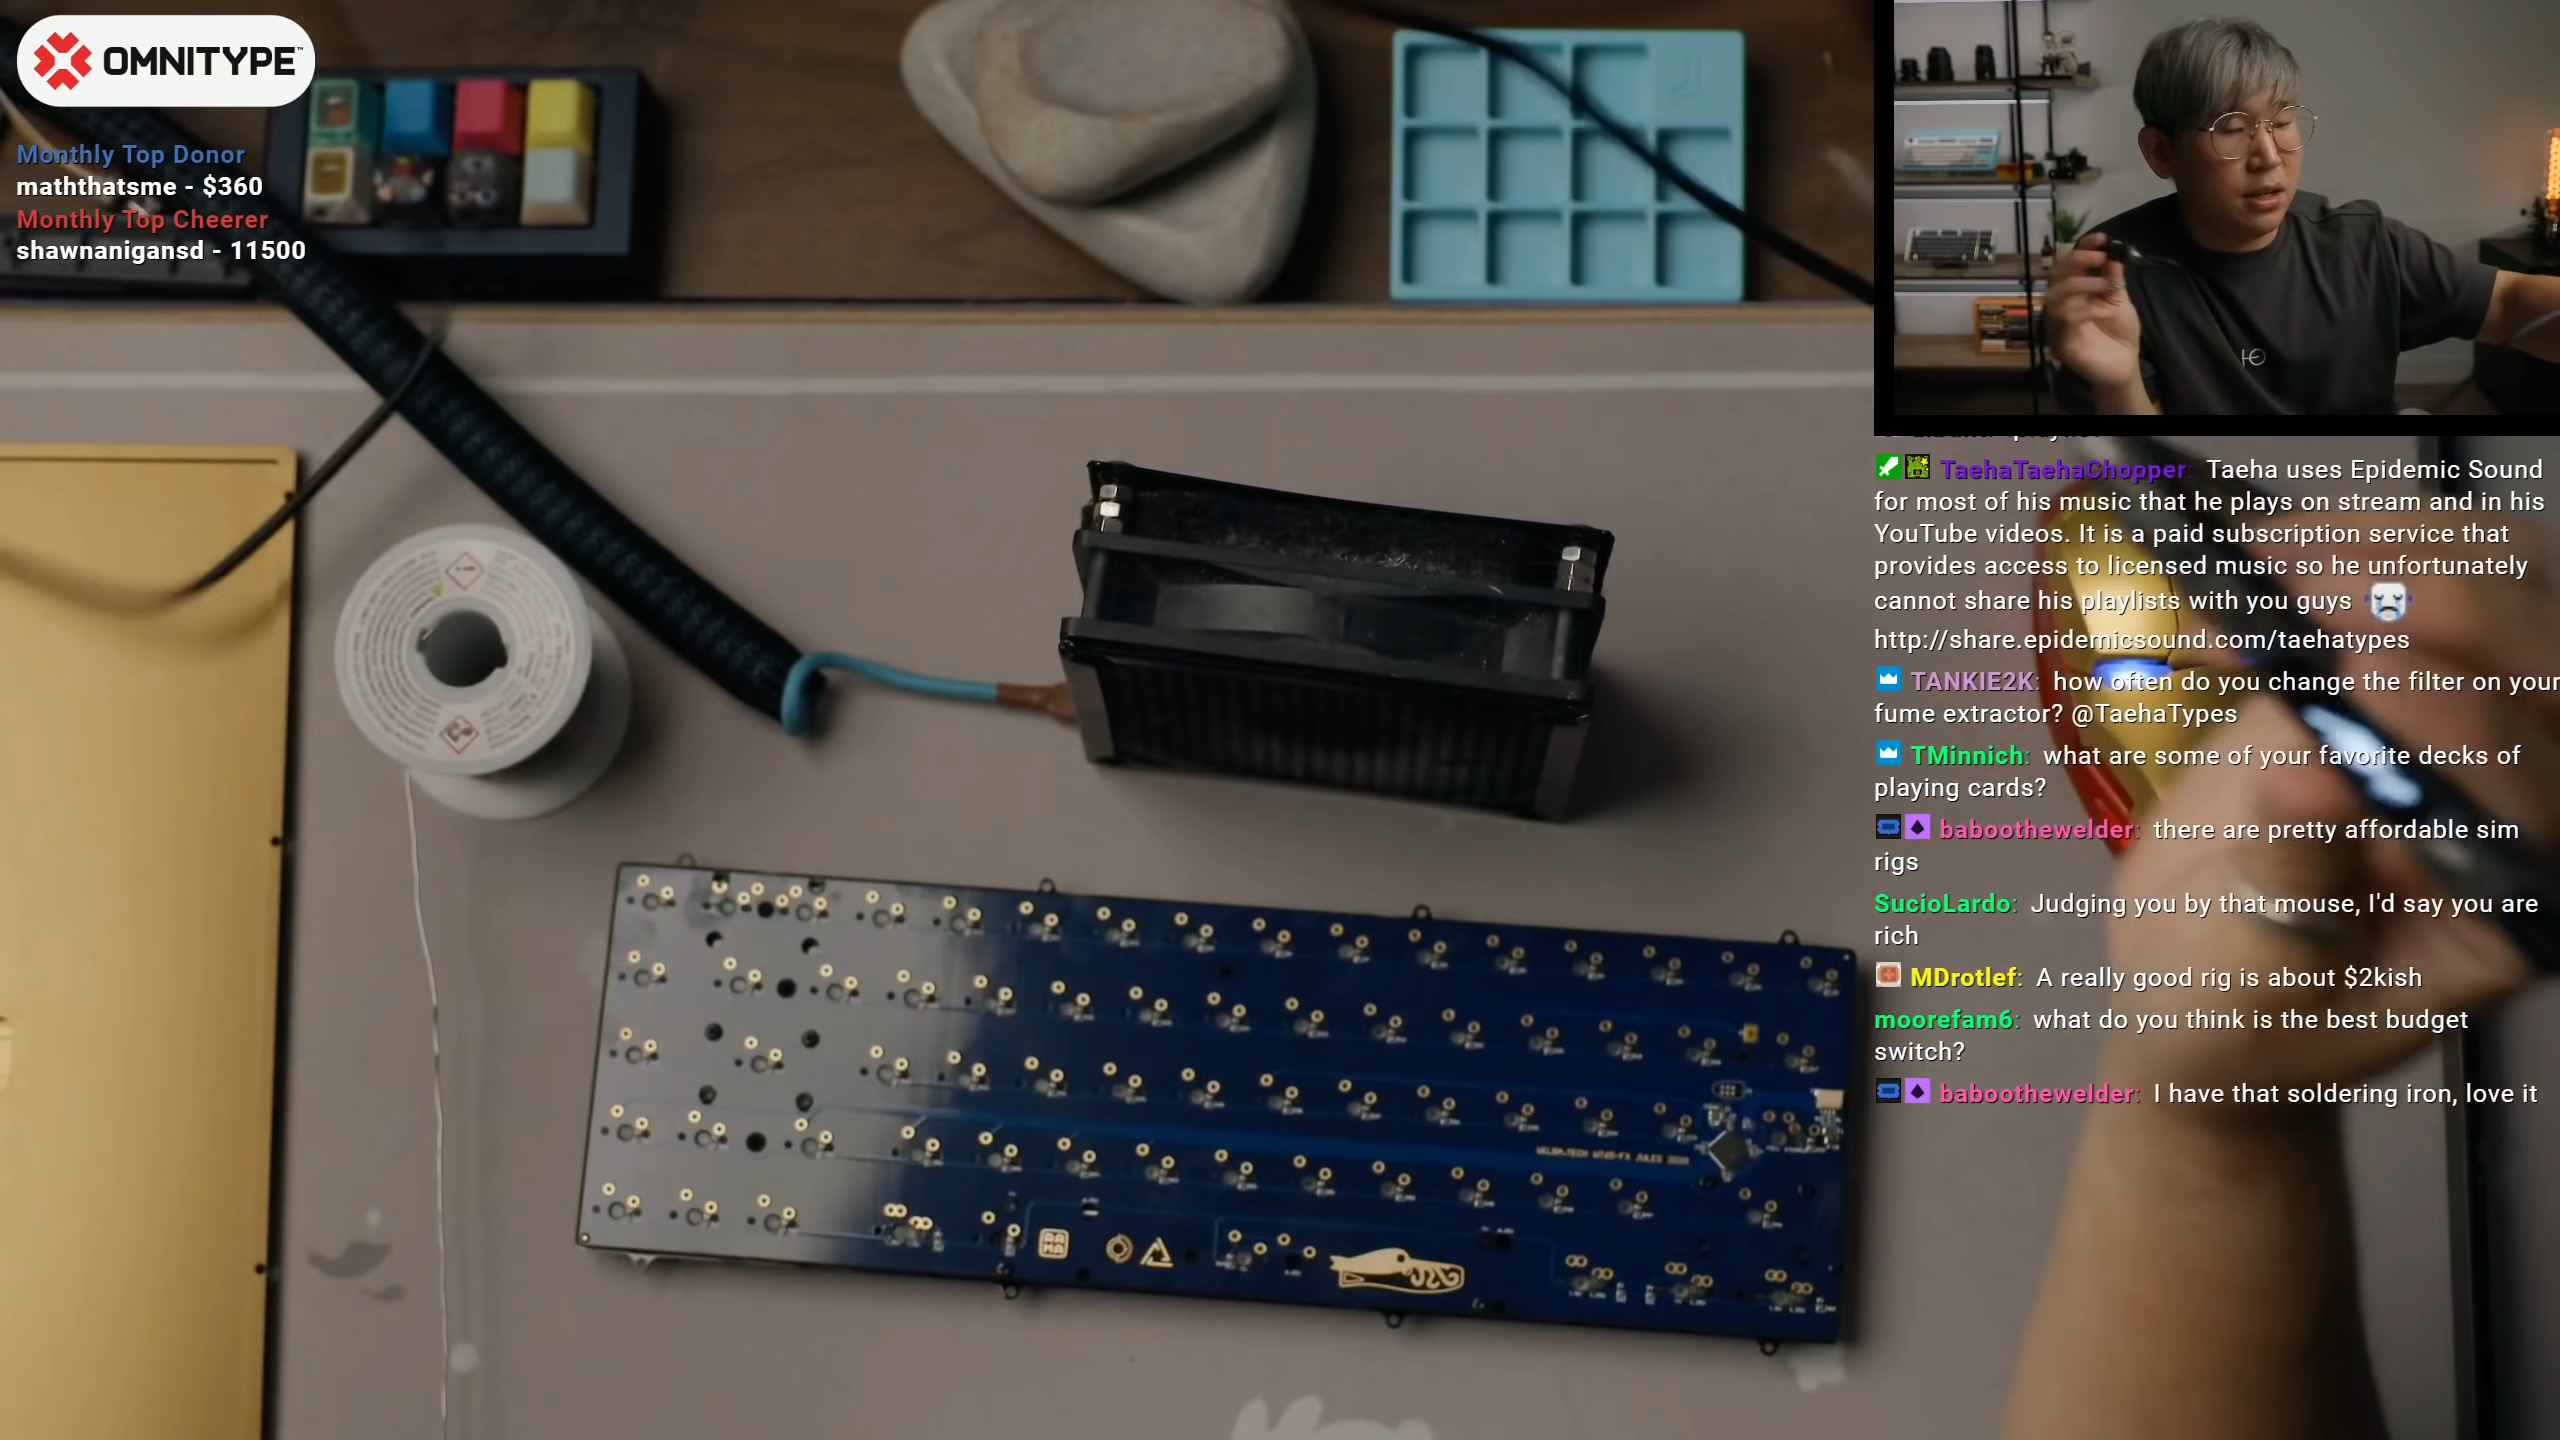 OMNITYPE™
Monthly Top Donor
maththatsme - $360
Monthly Top Cheerer
shawnanigansd - 11500
TaehaTaehaChopper: Taeha uses Epidemic Sound
for most of his music that he plays on stream and in his
YouTube videos. It is a paid subscription service that
provides access to licensed music so he unfortunately
cannot share his playlists with you guys
http://share.epidemicsound.com/taehatypes
TANKIE2K: how often do you change the filter on your
fume extractor? @TaehaTypes
TMinnich: what are some of your favorite decks of
playing cards?
baboothewelder: there are pretty affordable sim
rigs
SucioLardo: Judging you by that mouse, I'd say you are
rich
MDrotlef: A really good rig is about $2kish
moorefam6: what do you think is the best budget
switch?
baboothewelder: I have that soldering iron, love it
RA
MA